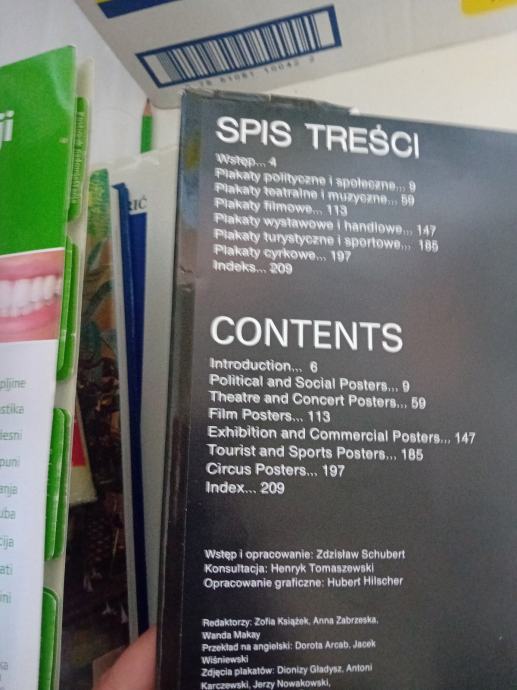 SPIS TREŚCI
Wstęp... 4
Plakaty polityczne i społeczne... 9
Plakaty teatralne i muzyczne... 59
Plakaty filmowe... 113
Plakaty wystawowe i handlowe... 147
Plakaty turystyczne i sportowe... 185
Plakaty cyrkowe... 197
Indeks... 209
CONTENTS
Introduction... 6
Political and Social Posters... 9
Theatre and Concert Posters... 59
Film Posters... 113
Exhibition and Commercial Posters... 147
Tourist and Sports Posters... 185
Circus Posters... 197
Index... 209
Wstęp i opracowanie: Zdzisław Schubert
Konsultacja: Henryk Tomaszewski
Opracowanie graficzne: Hubert Hilscher
Redaktorzy: Zofia Książek, Anna Zabrzeska,
Wanda Makay
Przekład na angielski: Dorota Arcab, Jacek
Wiśniewski
Zdjęcia plakatów: Dionizy Gładysz, Antoni
Karczewski, Jerzy Nowakowski,